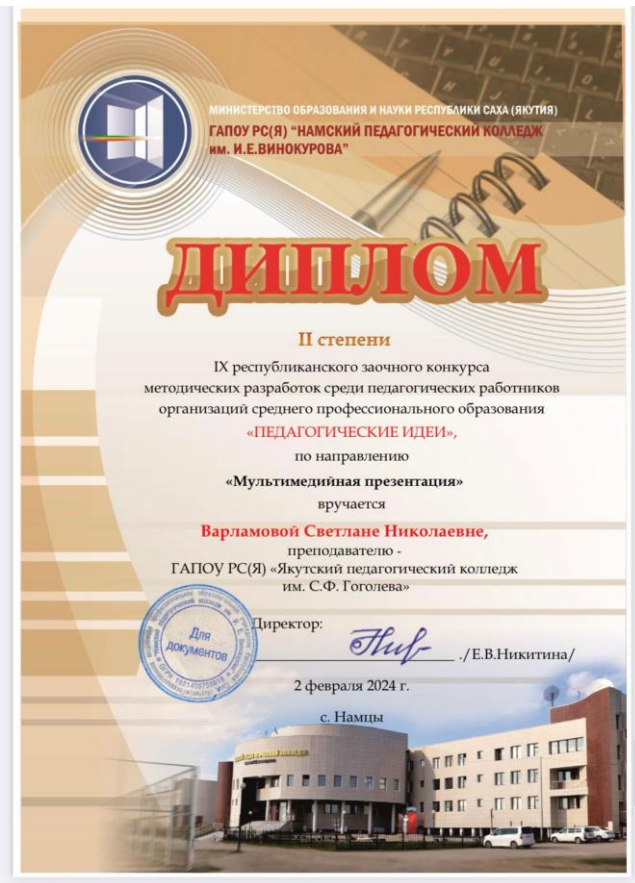 МИНИСТЕРСТВО ОБРАЗОВАНИЯ И НАУКИ РЕСПУБЛИКИ САХА (ЯКУТИЯ)
ГАПОУ РС(Я) "НАМСКИЙ ПЕДАГОГИЧЕСКИЙ КОЛЛЕДЖ
им. И.Е.ВИНОКУРОВА"
ДИПЛОМ
II степени
IX республиканского заочного конкурса
методических разработок среди педагогических работников
организаций среднего профессионального образования
«ПЕДАГОГИЧЕСКИЕ ИДЕИ»,
по направлению
«Мультимедийная презентация»
вручается
Варламовой Светлане Николаевне,
преподавателю -
ГАПОУ РС(Я) «Якутский педагогический колледж
им. С.Ф. Гоголева»
Для
документов
Директор:
./Е.В.Никитина/
2 февраля 2024 г.
с. Намцы